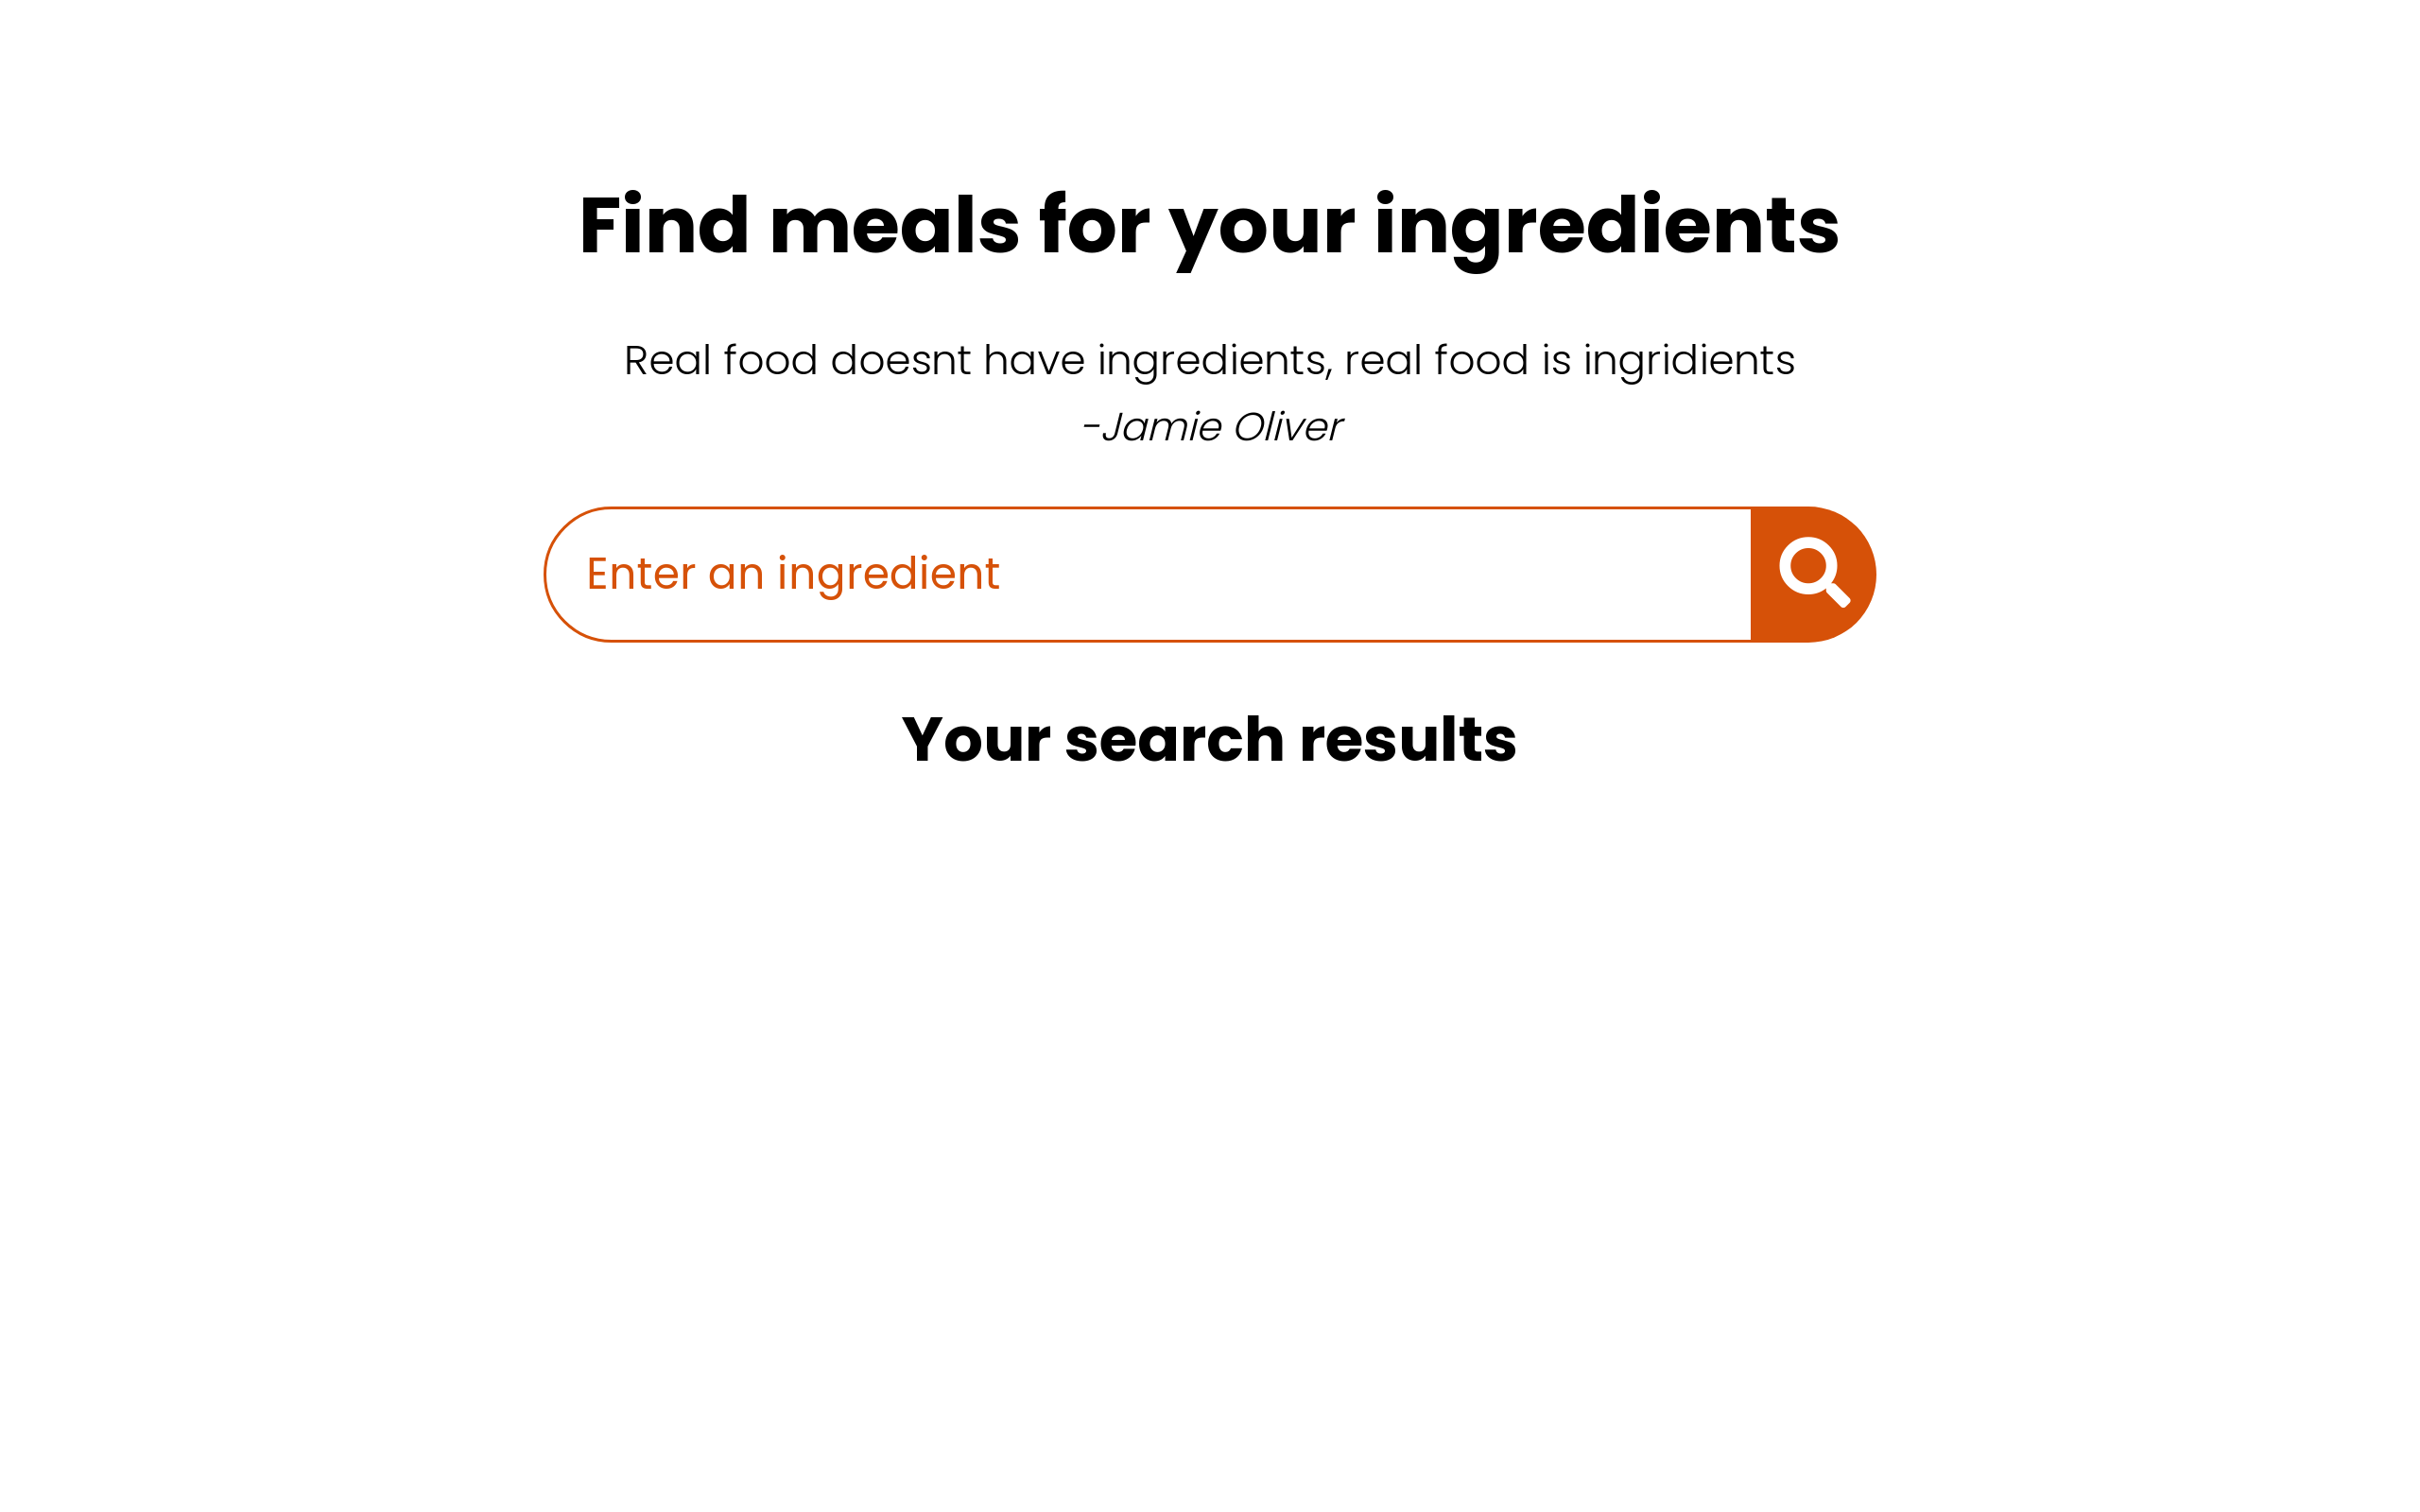 Find meals for your ingredients
Real food doesnt have ingredients, real food is ingridients
-Jamie Oliver
Enter an ingredient
Your search results